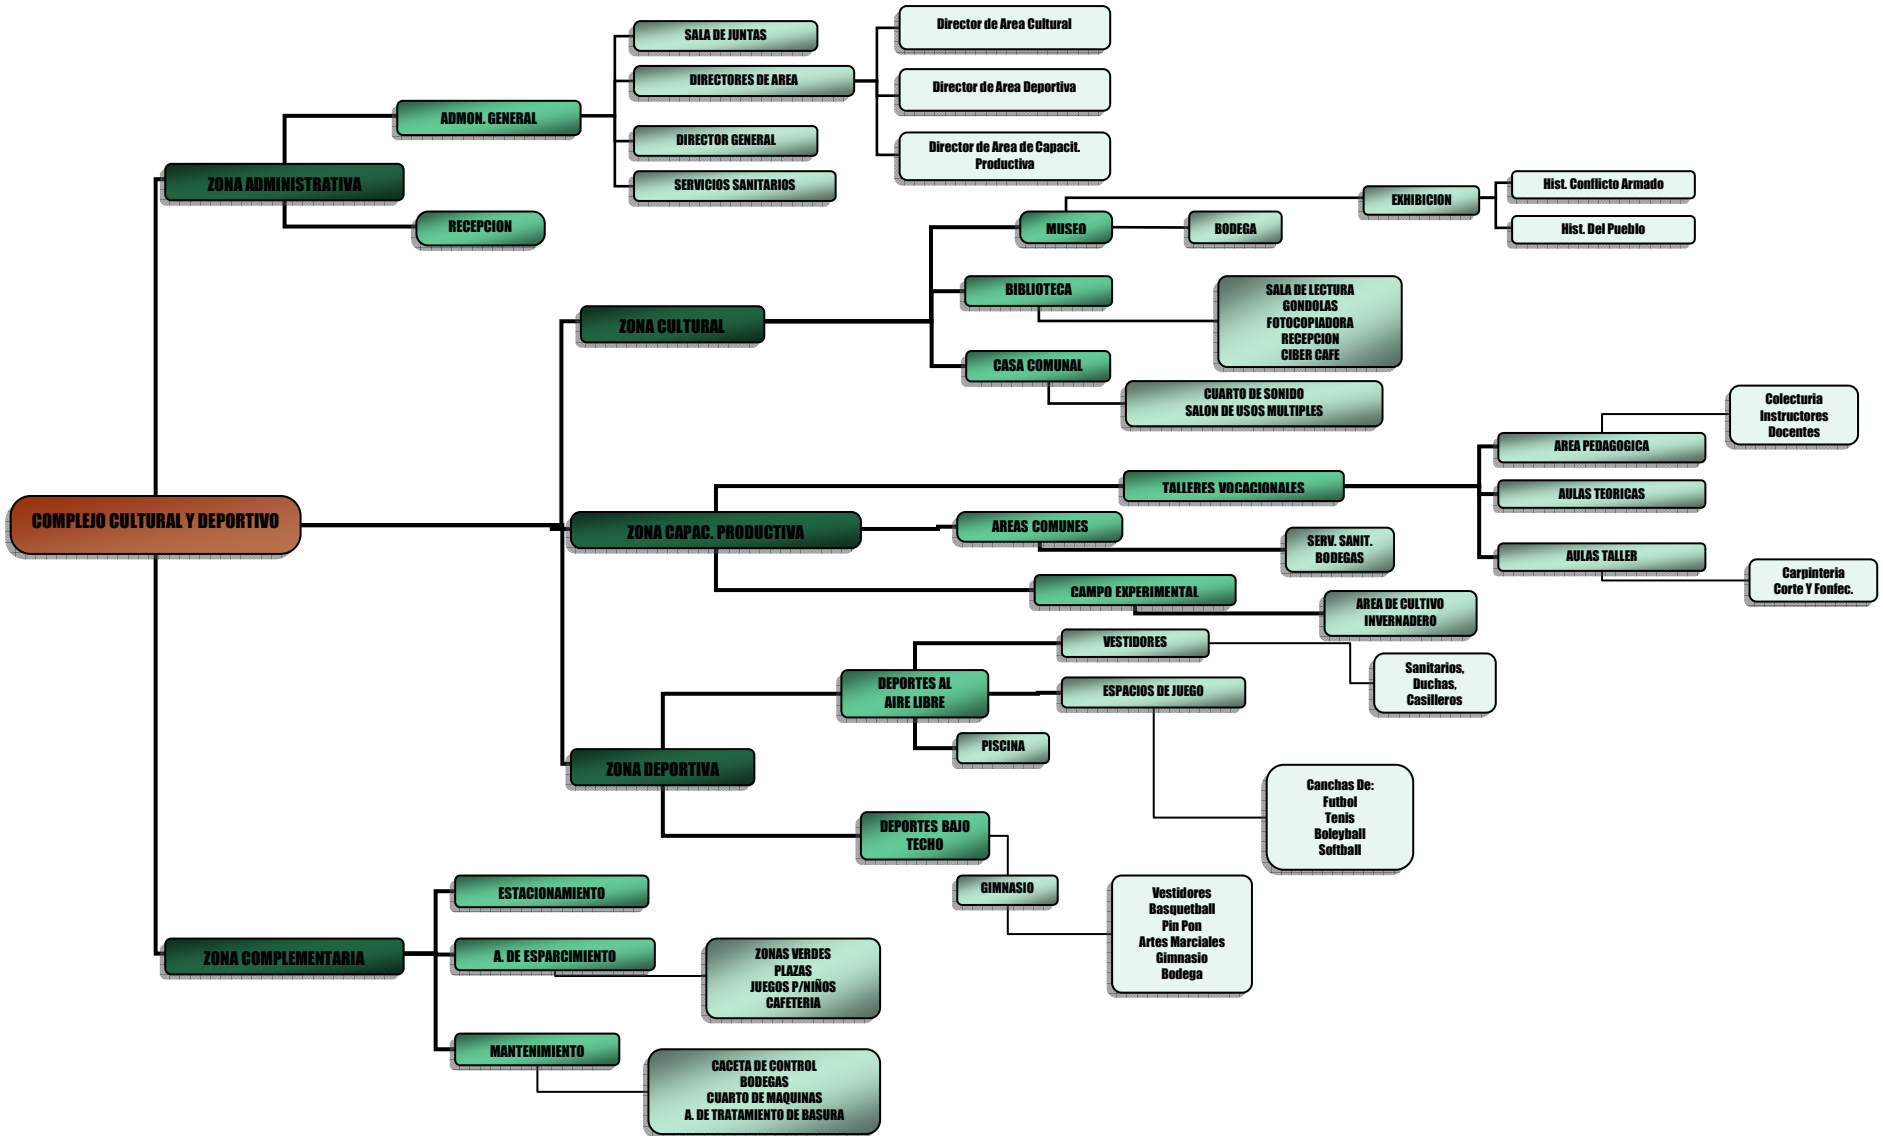 COMPLEJO CULTURAL Y DEPORTIVO
ZONA ADMINISTRATIVA
ADMON. GENERAL
SALA DE JUNTAS
DIRECTORES DE AREA
Director de Area Cultural
Director de Area Deportiva
Director de Area de Capacit.
Productiva
DIRECTOR GENERAL
SERVICIOS SANITARIOS
RECEPCION
ZONA CULTURAL
MUSEO
BODEGA
EXHIBICION
Hist. Conflicto Armado
Hist. Del Pueblo
BIBLIOTECA
SALA DE LECTURA
GONDOLAS
FOTOCOPIADORA
RECEPCION
CIBER CAFE
CASA COMUNAL
CUARTO DE SONIDO
SALON DE USOS MULTIPLES
ZONA CAPAC. PRODUCTIVA
TALLERES VOCACIONALES
AREA PEDAGOGICA
Colecturia
Instructores
Docentes
AULAS TEORICAS
AULAS TALLER
Carpinteria
Corte Y Fonfec.
AREAS COMUNES
SERV. SANIT.
BODEGAS
CAMPO EXPERIMENTAL
AREA DE CULTIVO
INVERNADERO
ZONA DEPORTIVA
DEPORTES AL
AIRE LIBRE
VESTIDORES
Sanitarios,
Duchas,
Casilleros
ESPACIOS DE JUEGO
Canchas De:
Futbol
Tenis
Boleyball
Softball
PISCINA
DEPORTES BAJO
TECHO
GIMNASIO
Vestidores
Basquetball
Pin Pon
Artes Marciales
Gimnasio
Bodega
ZONA COMPLEMENTARIA
ESTACIONAMIENTO
A. DE ESPARCIMIENTO
ZONAS VERDES
PLAZAS
JUEGOS P/NIÑOS
CAFETERIA
MANTENIMIENTO
CACETA DE CONTROL
BODEGAS
CUARTO DE MAQUINAS
A. DE TRATAMIENTO DE BASURA